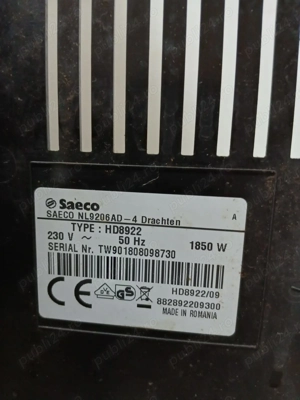 Saeco
SAECO NL9206AD-4 Drachten A
TYPE : HD8922
230 V ~ 50 Hz 1850 W
SERIAL Nr. TW901808098730
HD8922/09
882892209300
MADE IN ROMANIA